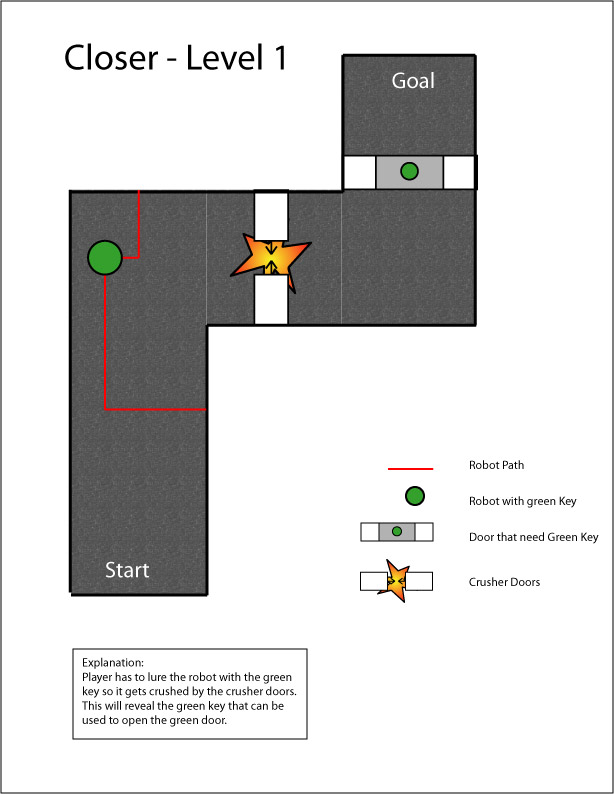 Closer - Level 1
Goal
Start
Robot Path
Robot with green Key
Door that need Green Key
Crusher Doors
Explanation:
Player has to lure the robot with the green
key so it gets crushed by the crusher doors.
This will reveal the green key that can be
used to open the green door.